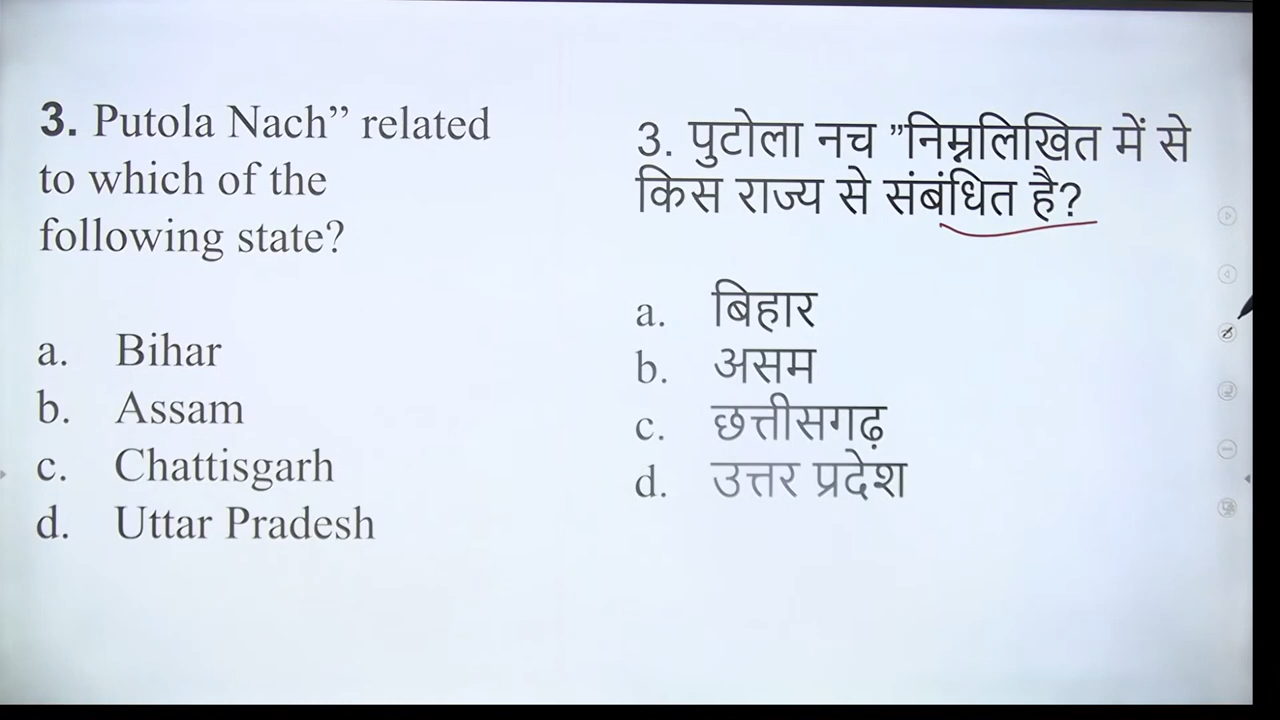 3. Putola Nach” related
to which of the
following state?
a. Bihar
b. Assam
c. Chattisgarh
d. Uttar Pradesh
3. पुटोला नच ”निम्नलिखित में से
किस राज्य से संबंधित है?
a. बिहार
b. असम
c. छत्तीसगढ़
d. उत्तर प्रदेश